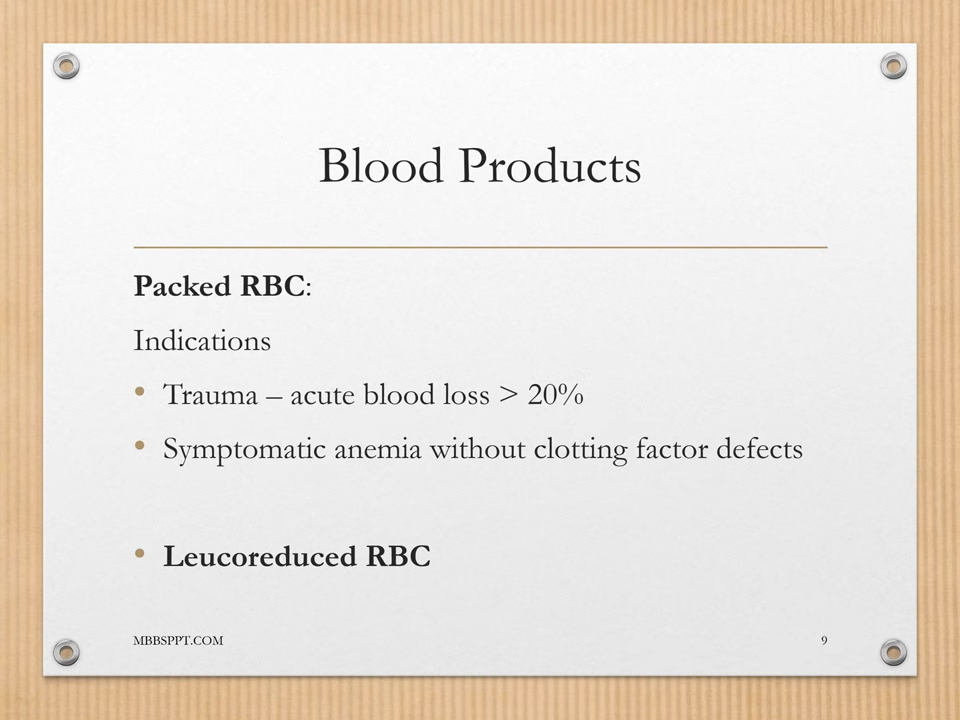 Blood Products
Packed RBC:
Indications
• Trauma – acute blood loss > 20%
• Symptomatic anemia without clotting factor defects
• Leucoreduced RBC
MBBSPPT.COM 9